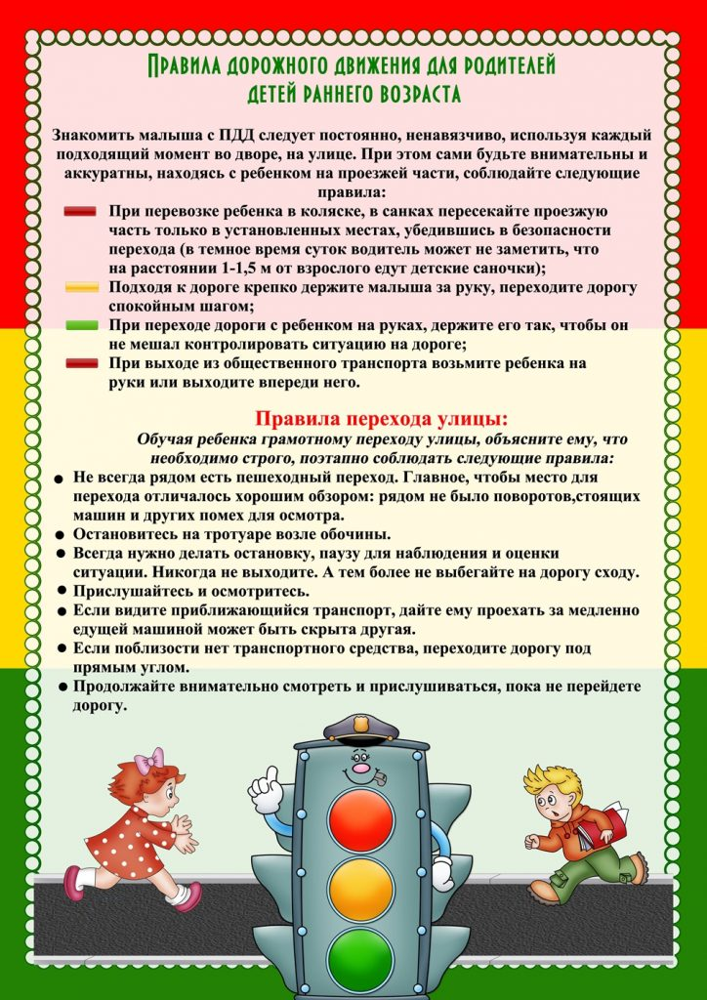 Правила дорожного движения для родителей
детей раннего возраста
Знакомить малыша с ПДД следует постоянно, ненавязчиво, используя каждый
подходящий момент во дворе, на улице. При этом сами будьте внимательны и
аккуратны, находясь с ребенком на проезжей части, соблюдайте следующие
правила:
При перевозке ребенка в коляске, в санках пересекайте проезжую
часть только в установленных местах, убедившись в безопасности
перехода (в темное время суток водитель может не заметить, что
на расстоянии 1-1,5 м от взрослого едут детские саночки);
Подходя к дороге крепко держите малыша за руку, переходите дорогу
спокойным шагом;
При переходе дороги с ребенком на руках, держите его так, чтобы он
не мешал контролировать ситуацию на дороге;
При выходе из общественного транспорта возьмите ребенка на
руки или выходите впереди него.
Правила перехода улицы:
Обучая ребенка грамотному переходу улицы, объясните ему, что
необходимо строго, поэтапно соблюдать следующие правила:
● Не всегда рядом есть пешеходный переход. Главное, чтобы место для
перехода отличалось хорошим обзором: рядом не было поворотов,стоящих
машин и других помех для осмотра.
● Остановитесь на тротуаре возле обочины.
● Всегда нужно делать остановку, паузу для наблюдения и оценки
ситуации. Никогда не выходите. А тем более не выбегайте на дорогу сходу.
● Прислушайтесь и осмотритесь.
● Если видите приближающийся транспорт, дайте ему проехать за медленно
едущей машиной может быть скрыта другая.
● Если поблизости нет транспортного средства, переходите дорогу под
прямым углом.
● Продолжайте внимательно смотреть и прислушиваться, пока не перейдете
дорогу.